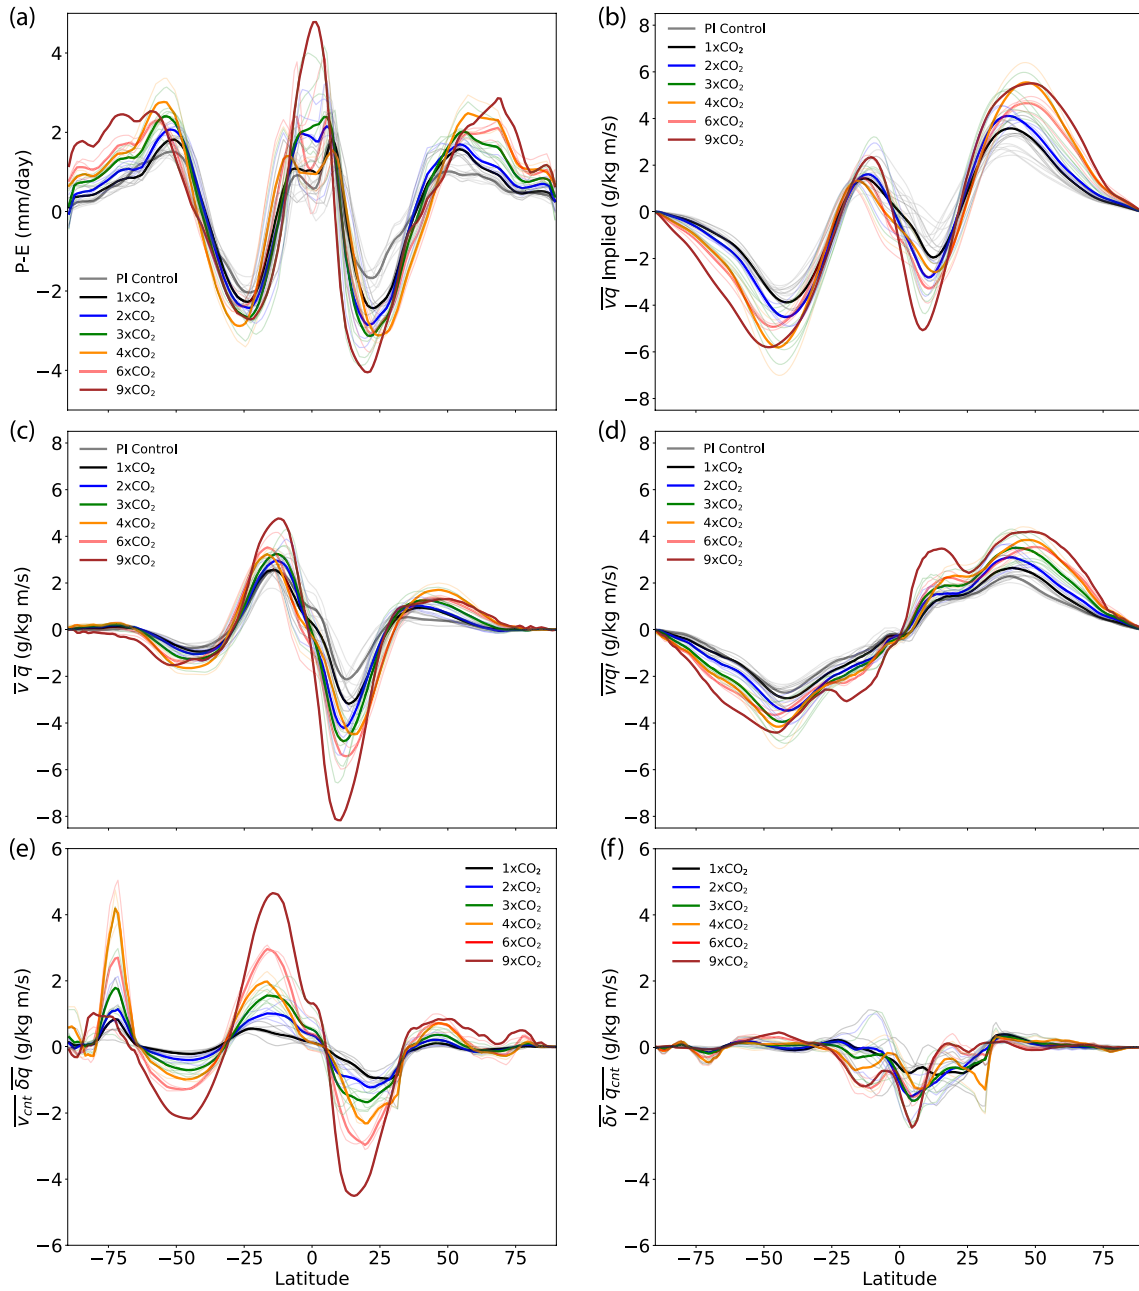 (a)
P-E (mm/day)
4
2
0
−2
−4
PI Control
1xCO₂
2xCO₂
3xCO₂
4xCO₂
6xCO₂
9xCO₂
(b)
v̅q̅ Implied (g/kg m/s)
8
6
4
2
0
−2
−4
−6
−8
PI Control
1xCO₂
2xCO₂
3xCO₂
4xCO₂
6xCO₂
9xCO₂
(c)
v̅ q̅ (g/kg m/s)
8
6
4
2
0
−2
−4
−6
−8
PI Control
1xCO₂
2xCO₂
3xCO₂
4xCO₂
6xCO₂
9xCO₂
(d)
v̅'̅q̅'̅ (g/kg m/s)
8
6
4
2
0
−2
−4
−6
−8
PI Control
1xCO₂
2xCO₂
3xCO₂
4xCO₂
6xCO₂
9xCO₂
(e)
v̅cnt δ̅q̅ (g/kg m/s)
6
4
2
0
−2
−4
−6
1xCO₂
2xCO₂
3xCO₂
4xCO₂
6xCO₂
9xCO₂
−75
−50
−25
0
25
50
75
Latitude
(f)
δ̅v̅ q̅cnt (g/kg m/s)
6
4
2
0
−2
−4
−6
1xCO₂
2xCO₂
3xCO₂
4xCO₂
6xCO₂
9xCO₂
−75
−50
−25
0
25
50
75
Latitude